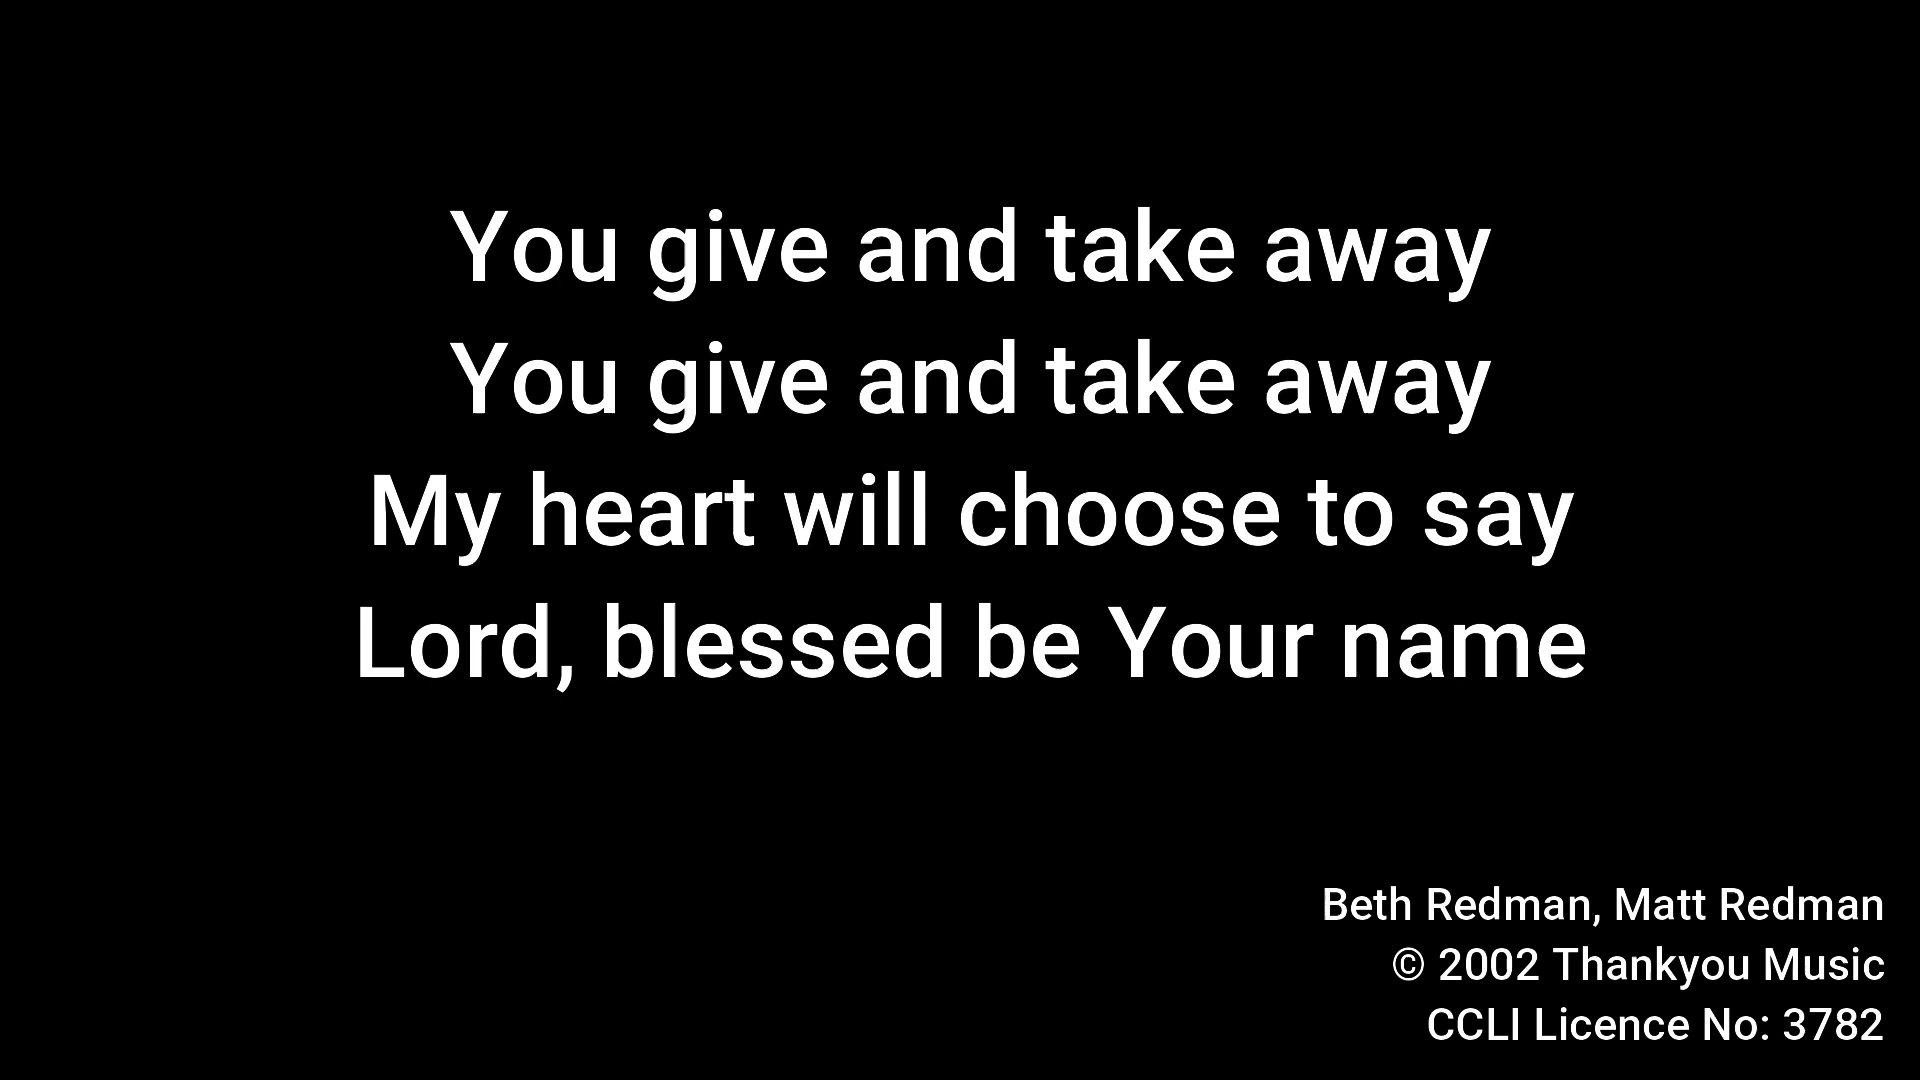 You give and take away
You give and take away
My heart will choose to say
Lord, blessed be Your name
Beth Redman, Matt Redman
© 2002 Thankyou Music
CCLI Licence No: 3782